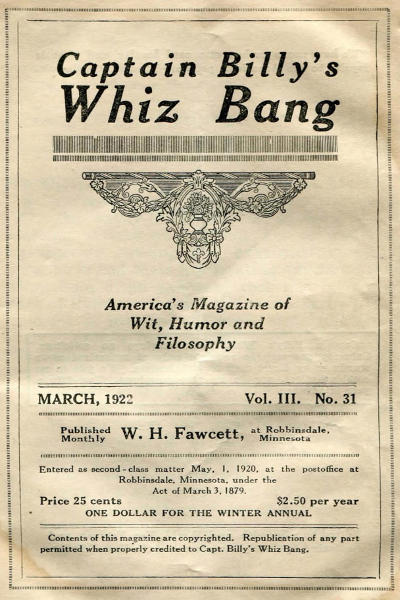 Captain Billy's
Whiz Bang
America's Magazine of
Wit, Humor and
Filosophy
MARCH, 1922 Vol. III. No. 31
Published Monthly W. H. Fawcett, at Robbinsdale, Minnesota
Entered as second-class matter May, 1, 1920, at the postoffice at
Robbinsdale, Minnesota, under the
Act of March 3, 1879.
Price 25 cents $2.50 per year
ONE DOLLAR FOR THE WINTER ANNUAL
Contents of this magazine are copyrighted. Republication of any part
permitted when properly credited to Capt. Billy's Whiz Bang.